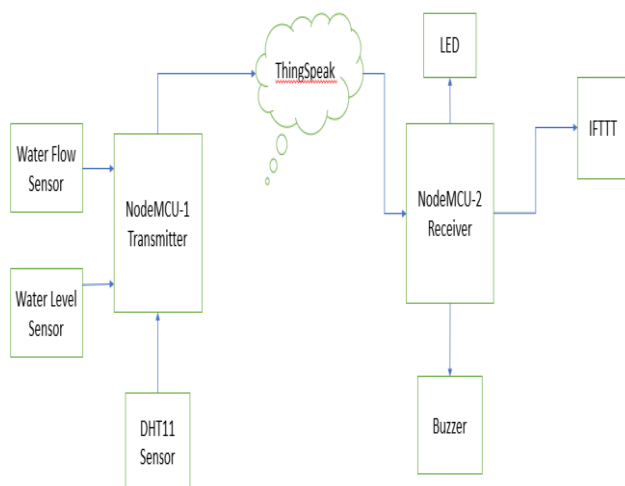 ThingSpeak
LED
IFTTT
Water Flow
Sensor
NodeMCU-1
Transmitter
NodeMCU-2
Receiver
Water Level
Sensor
DHT11
Sensor
Buzzer